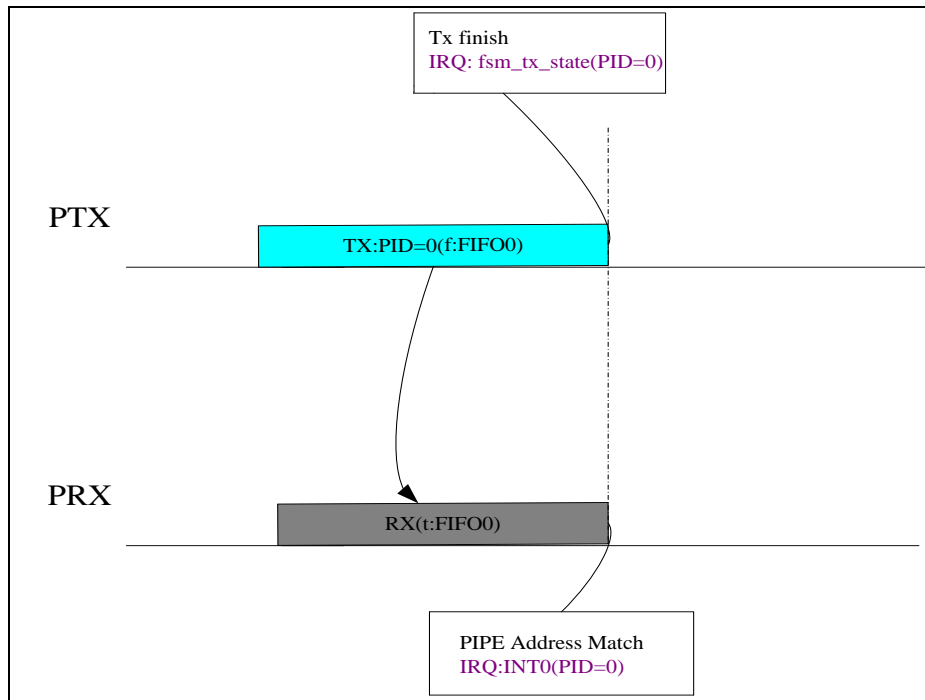 Tx finish
IRQ: fsm_tx_state(PID=0)
PTX
TX:PID=0(f:FIFO0)
PRX
RX(t:FIFO0)
PIPE Address Match
IRQ:INT0(PID=0)